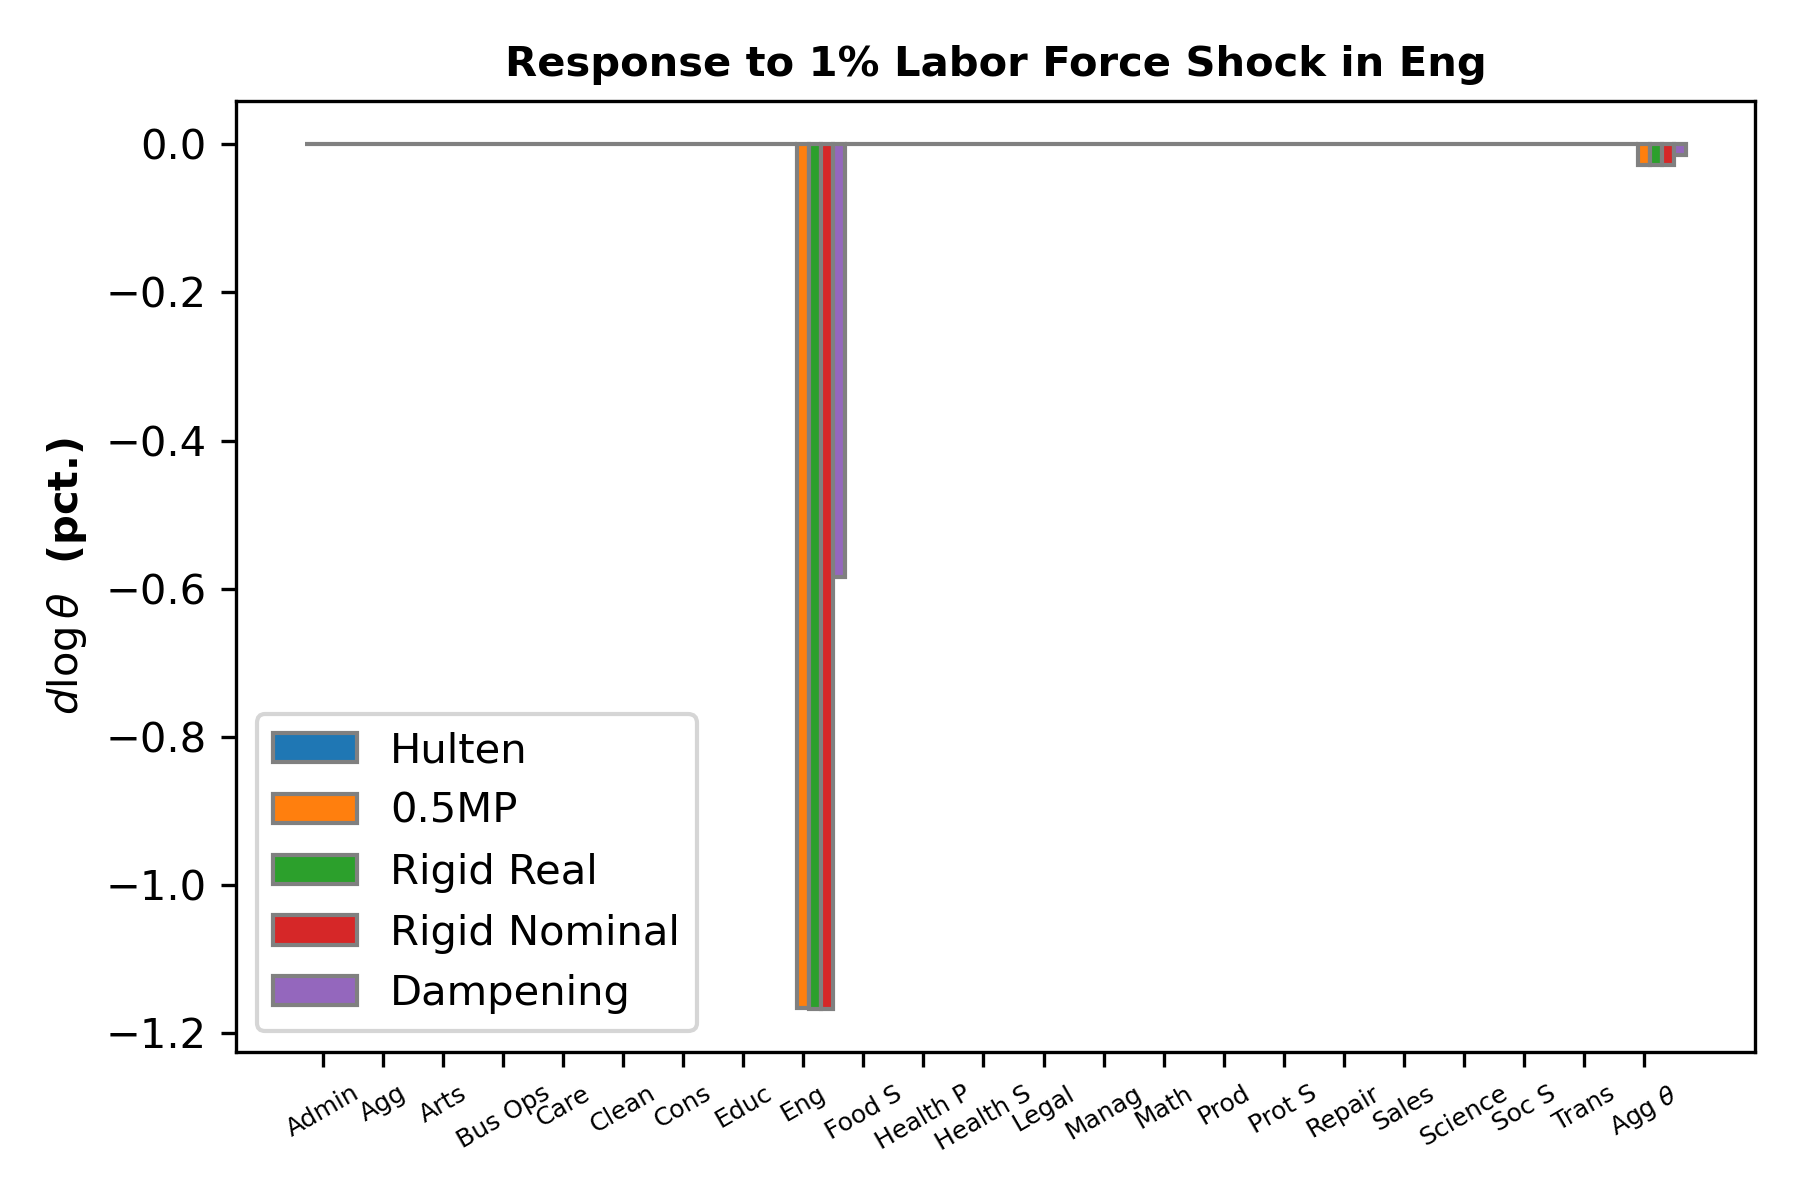 Response to 1% Labor Force Shock in Eng
0.0
−0.2
−0.4
−0.6
−0.8
−1.0
−1.2
dlog θ (pct.)
Hulten
0.5MP
Rigid Real
Rigid Nominal
Dampening
Admin
Agg
Arts
Bus Ops
Care
Clean
Cons
Educ
Eng
Food S
Health P
Health S
Legal
Manag
Math
Prod
Prot S
Repair
Sales
Science
Soc S
Trans
Agg θ